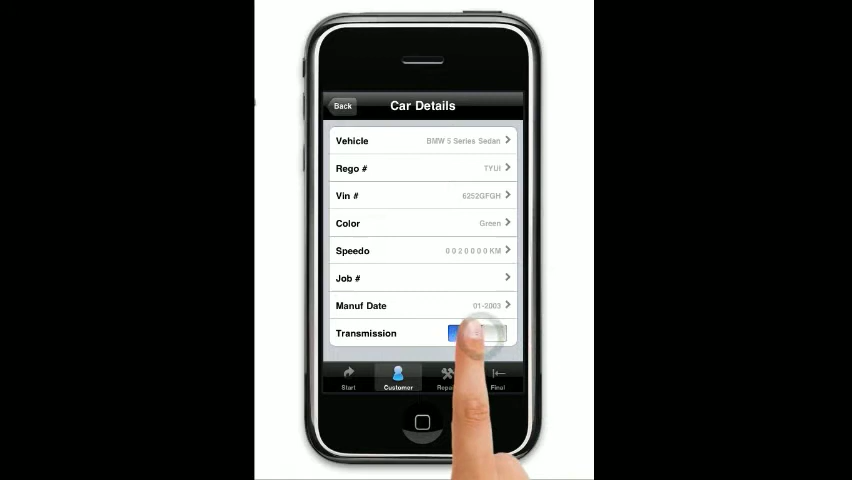 Back
Car Details
Vehicle BMW 5 Series Sedan
Rego # TYUI
Vin # 6252GFGH
Color Green
Speedo 0 0 2 0 0 0 0 KM
Job #
Manuf Date 01-2003
Transmission
Start Customer Final